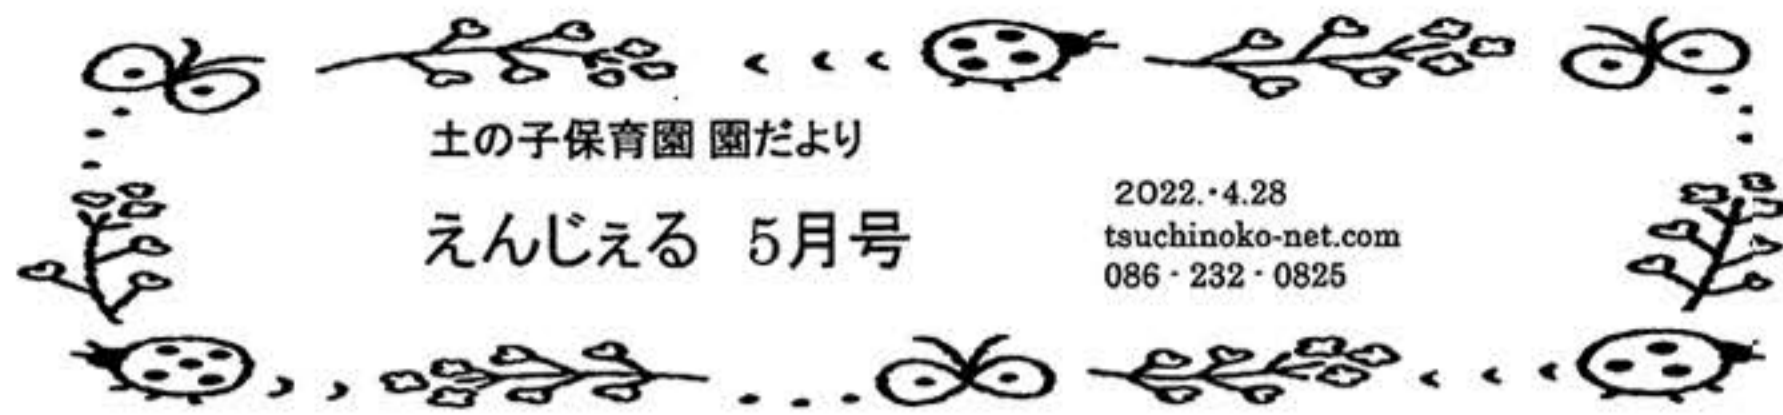 土の子保育園 園だより
えんじぇる 5月号
2022.・4.28
tsuchinoko-net.com
086‐232‐0825